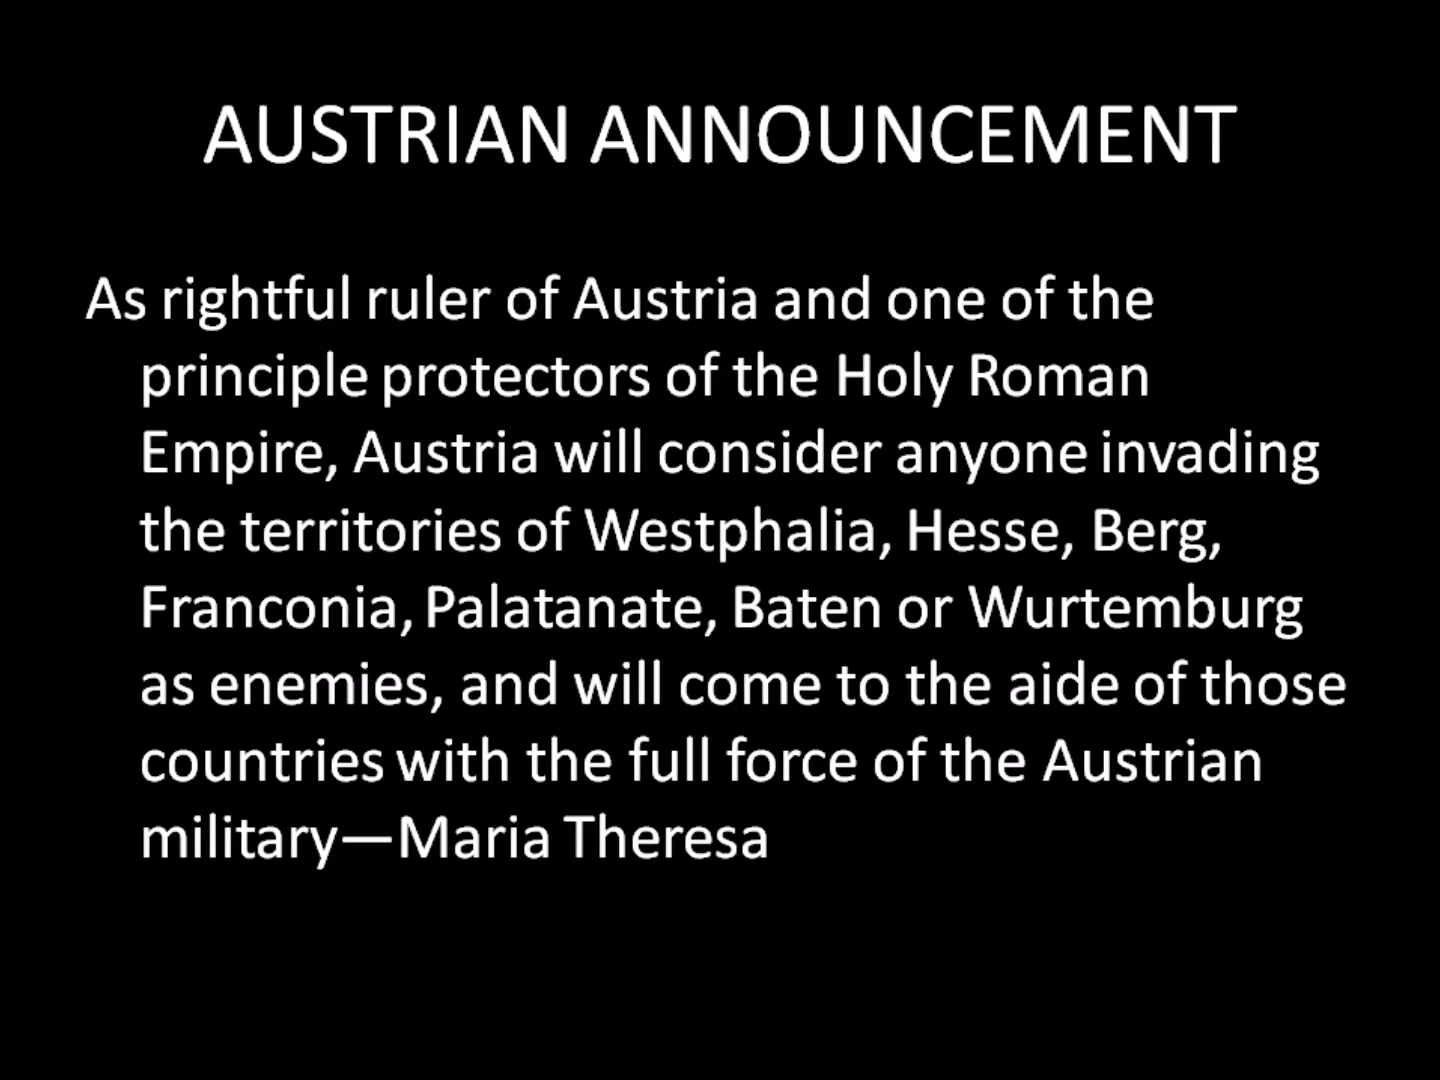 AUSTRIAN ANNOUNCEMENT
As rightful ruler of Austria and one of the
principle protectors of the Holy Roman
Empire, Austria will consider anyone invading
the territories of Westphalia, Hesse, Berg,
Franconia, Palatanate, Baten or Wurtemburg
as enemies, and will come to the aide of those
countries with the full force of the Austrian
military—Maria Theresa